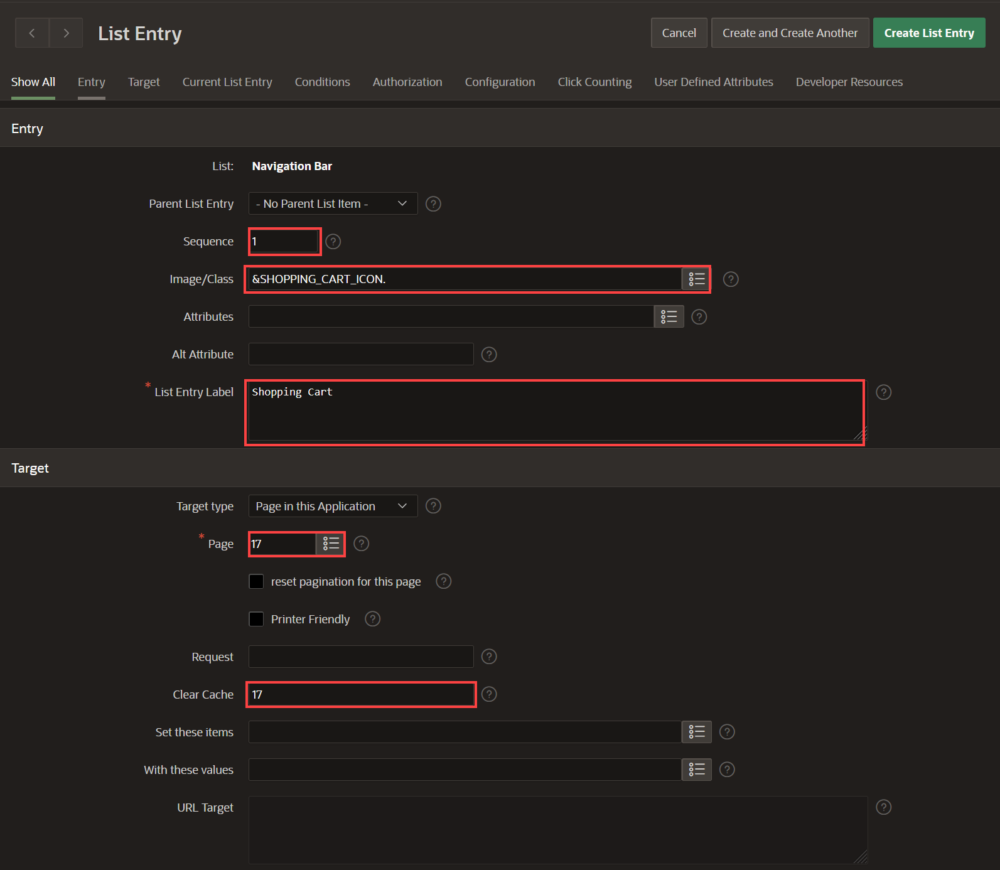 List Entry
Cancel
Create and Create Another
Create List Entry
Show All
Entry
Target
Current List Entry
Conditions
Authorization
Configuration
Click Counting
User Defined Attributes
Developer Resources
Entry
List: Navigation Bar
Parent List Entry - No Parent List Item - ?
Sequence 1 ?
Image/Class &SHOPPING_CART_ICON. ?
Attributes ?
Alt Attribute ?
* List Entry Label Shopping Cart ?
Target
Target type Page in this Application ?
* Page 17 ?
reset pagination for this page ?
Printer Friendly ?
Request ?
Clear Cache 17 ?
Set these items ?
With these values ?
URL Target ?